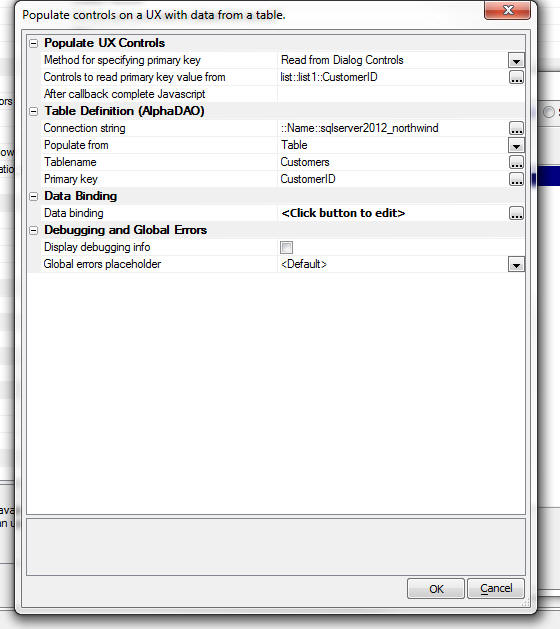 Populate controls on a UX with data from a table.
Populate UX Controls
Method for specifying primary key Read from Dialog Controls
Controls to read primary key value from list::list1::CustomerID ...
After callback complete Javascript
Table Definition (AlphaDAO)
Connection string ::Name::sqlserver2012_northwind ...
Populate from Table
Tablename Customers ...
Primary key CustomerID ...
Data Binding
Data binding <Click button to edit> ...
Debugging and Global Errors
Display debugging info
Global errors placeholder <Default>
OK Cancel